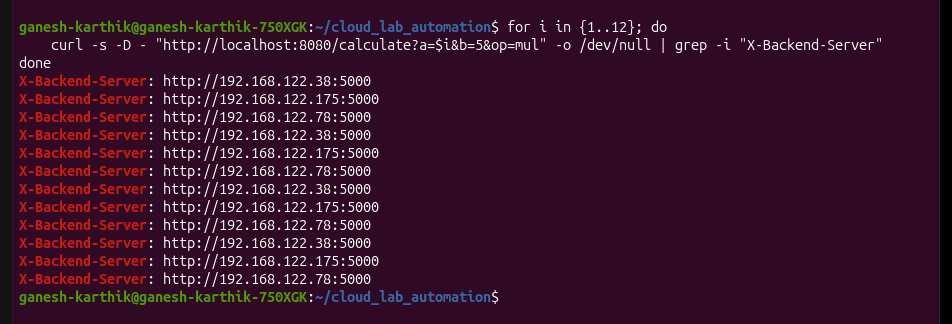 ganesh-karthik@ganesh-karthik-750XGK:~/cloud_lab_automation$ for i in {1..12}; do
    curl -s -D - "http://localhost:8080/calculate?a=$i&b=5&op=mul" -o /dev/null | grep -i "X-Backend-Server"
done
X-Backend-Server: http://192.168.122.38:5000
X-Backend-Server: http://192.168.122.175:5000
X-Backend-Server: http://192.168.122.78:5000
X-Backend-Server: http://192.168.122.38:5000
X-Backend-Server: http://192.168.122.175:5000
X-Backend-Server: http://192.168.122.78:5000
X-Backend-Server: http://192.168.122.38:5000
X-Backend-Server: http://192.168.122.175:5000
X-Backend-Server: http://192.168.122.78:5000
X-Backend-Server: http://192.168.122.38:5000
X-Backend-Server: http://192.168.122.175:5000
X-Backend-Server: http://192.168.122.78:5000
ganesh-karthik@ganesh-karthik-750XGK:~/cloud_lab_automation$